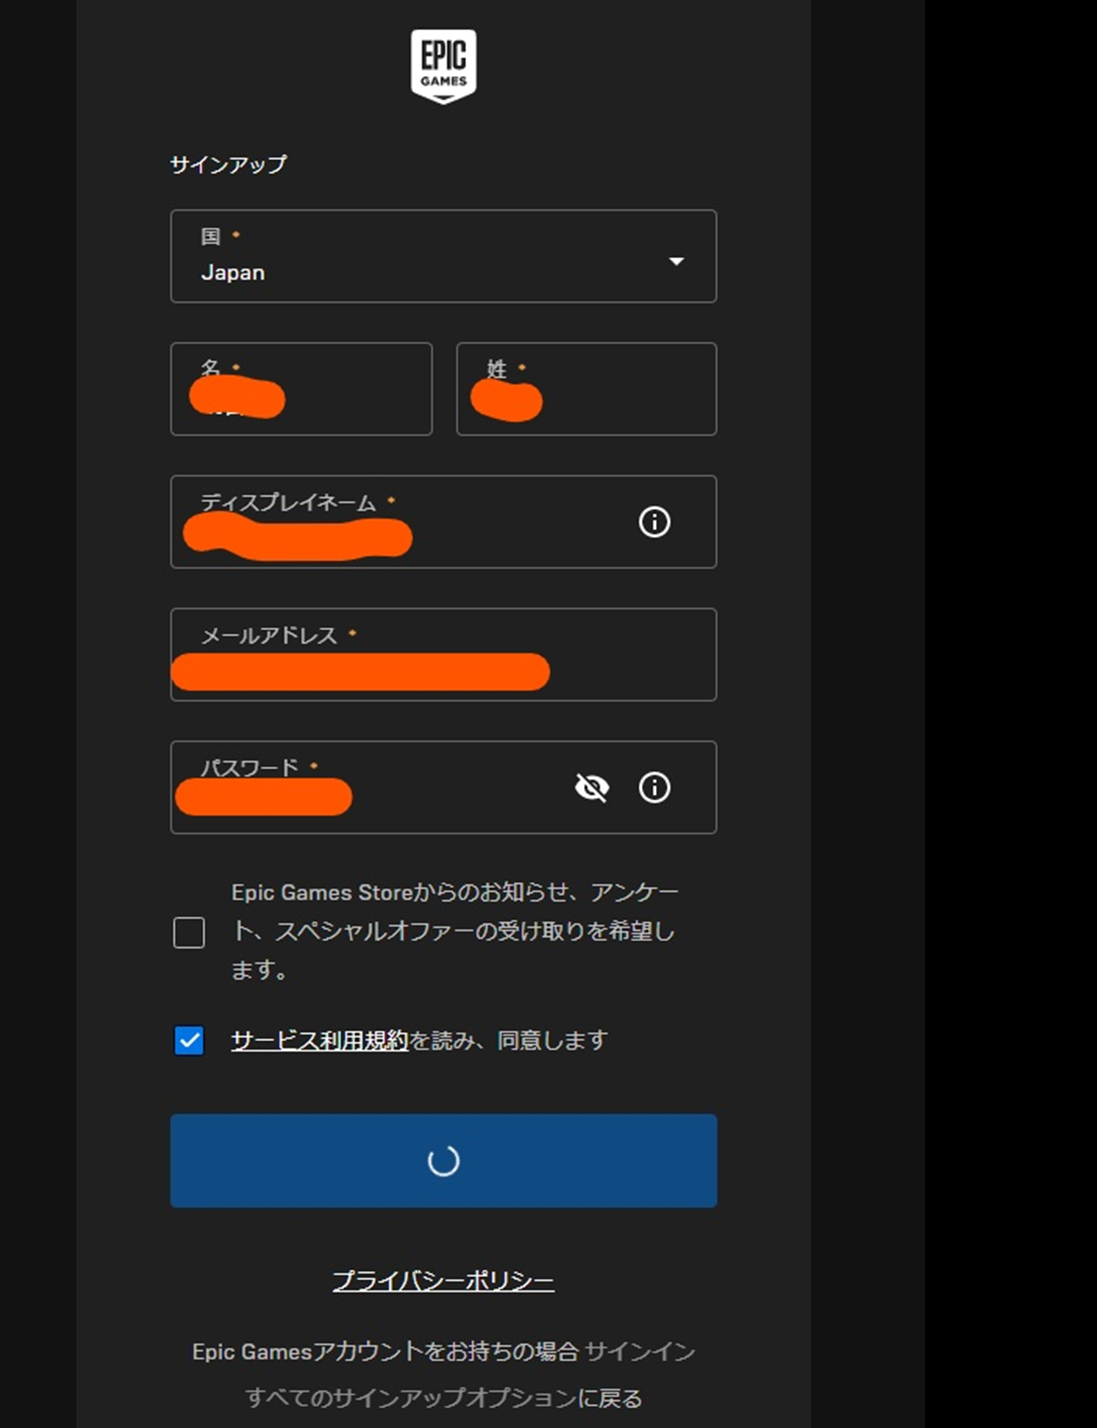 EPIC
GAMES
サインアップ
国 *
Japan
名 *
姓 *
ディスプレイネーム *
メールアドレス *
パスワード *
Epic Games Storeからのお知らせ、アンケー
ト、スペシャルオファーの受け取りを希望し
ます。
サービス利用規約を読み、同意します
プライバシーポリシー
Epic Gamesアカウントをお持ちの場合 サインイン
すべてのサインアップオプションに戻る